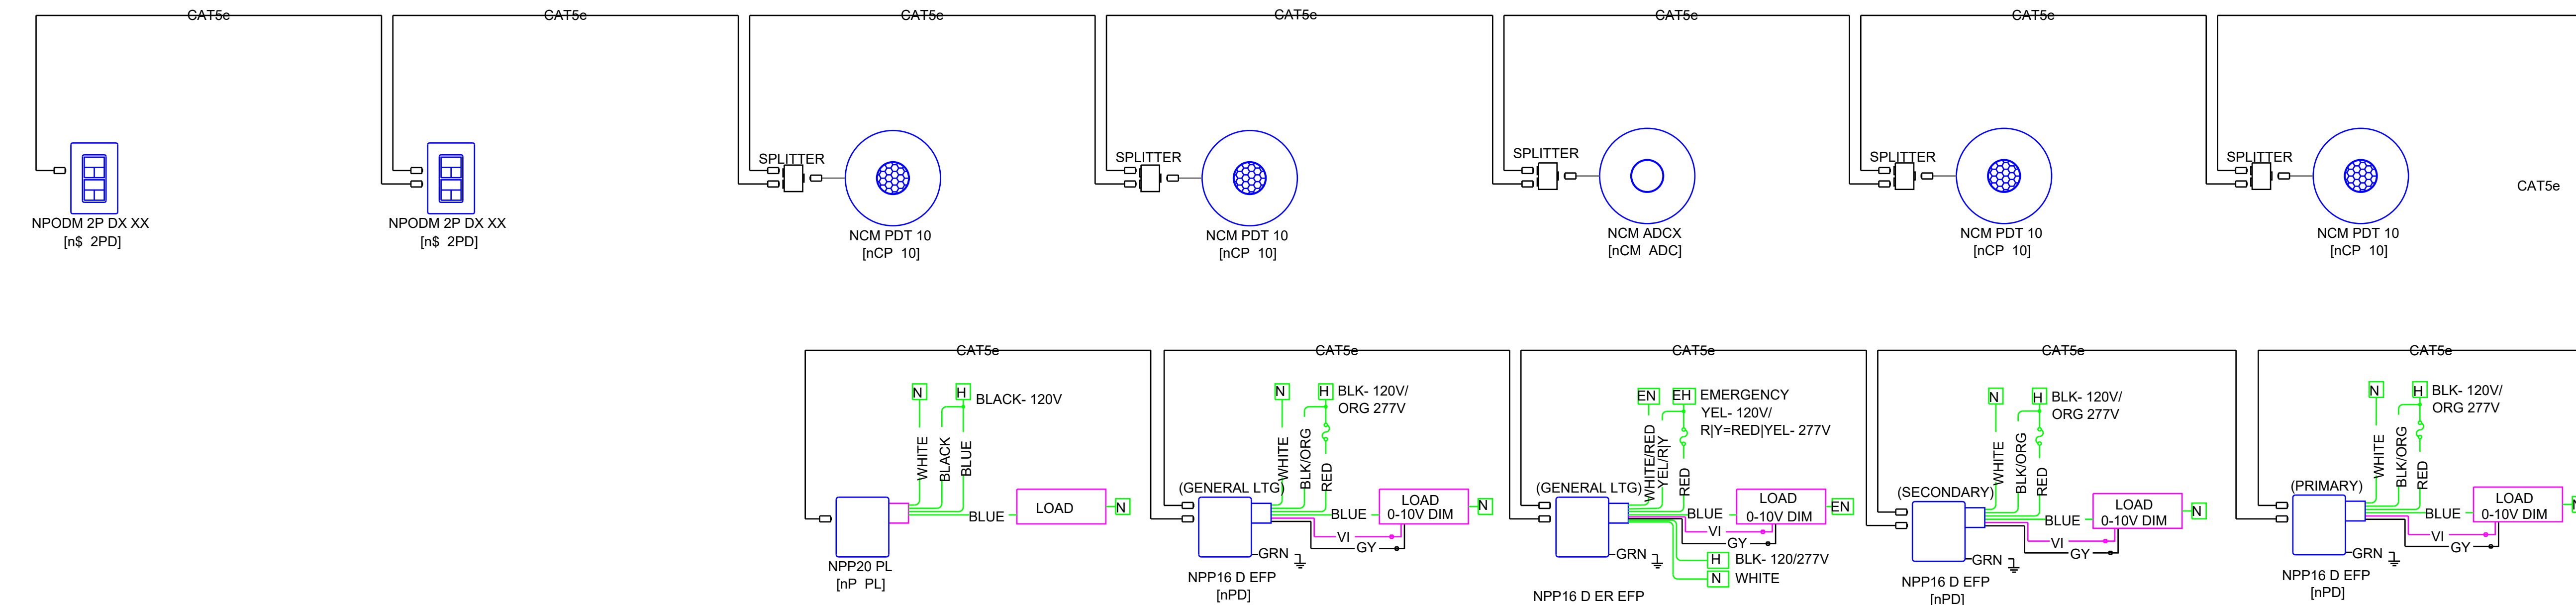 CAT5e
CAT5e
CAT5e
CAT5e
CAT5e
CAT5e
SPLITTER
SPLITTER
SPLITTER
SPLITTER
SPLITTER
CAT5e
NPODM 2P DX XX
[n$ 2PD]
NPODM 2P DX XX
[n$ 2PD]
NCM PDT 10
[nCP 10]
NCM PDT 10
[nCP 10]
NCM ADCX
[nCM ADC]
NCM PDT 10
[nCP 10]
NCM PDT 10
[nCP 10]
CAT5e
N
H
BLACK- 120V
WHITE
BLACK
BLUE
BLUE
LOAD
N
NPP20 PL
[nP PL]
CAT5e
N
H
BLK- 120V/
ORG 277V
WHITE
BLK/ORG
RED
(GENERAL LTG)
BLUE
LOAD
0-10V DIM
N
VI
GY
GRN
NPP16 D EFP
[nPD]
CAT5e
EN
EH
EMERGENCY
YEL- 120V/
R|Y=RED|YEL- 277V
WHITE/RED
YEL/R|Y
RED
(GENERAL LTG)
BLUE
LOAD
0-10V DIM
EN
VI
GY
GRN
H
BLK- 120/277V
N
WHITE
NPP16 D ER EFP
CAT5e
N
H
BLK- 120V/
ORG 277V
WHITE
BLK/ORG
RED
(SECONDARY)
BLUE
LOAD
0-10V DIM
N
VI
GY
GRN
NPP16 D EFP
[nPD]
CAT5e
N
H
BLK- 120V/
ORG 277V
WHITE
BLK/ORG
RED
(PRIMARY)
BLUE
LOAD
0-10V DIM
VI
GY
GRN
NPP16 D EFP
[nPD]